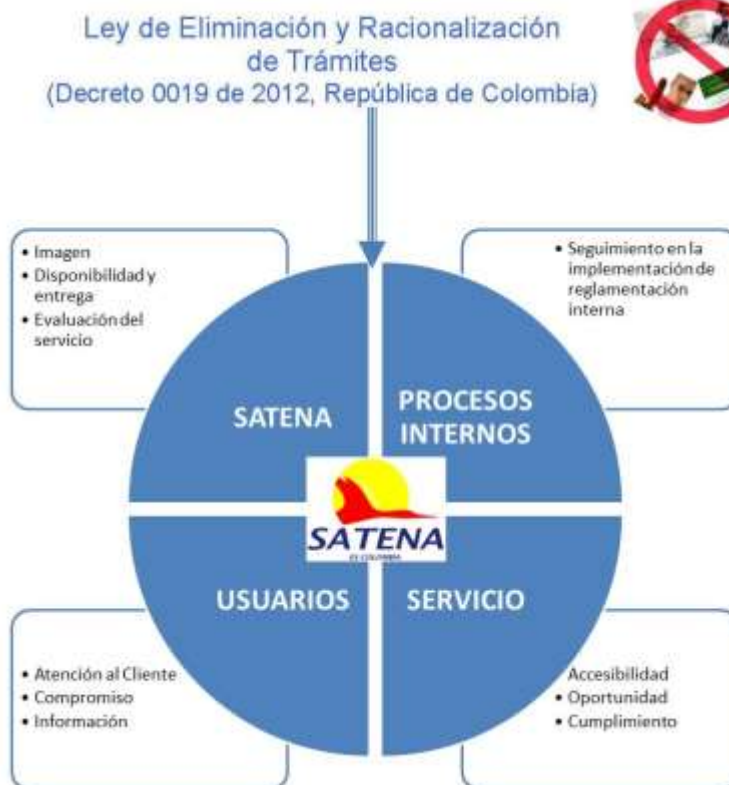 Ley de Eliminación y Racionalización
de Trámites
(Decreto 0019 de 2012, República de Colombia)
• Imagen
• Disponibilidad y
entrega
• Evaluación del
servicio
• Seguimiento en la
implementación de
reglamentación
interna
SATENA
PROCESOS
INTERNOS
SATENA
ES COLOMBIA
USUARIOS
SERVICIO
• Atención al Cliente
• Compromiso
• Información
Accesibilidad
• Oportunidad
• Cumplimiento